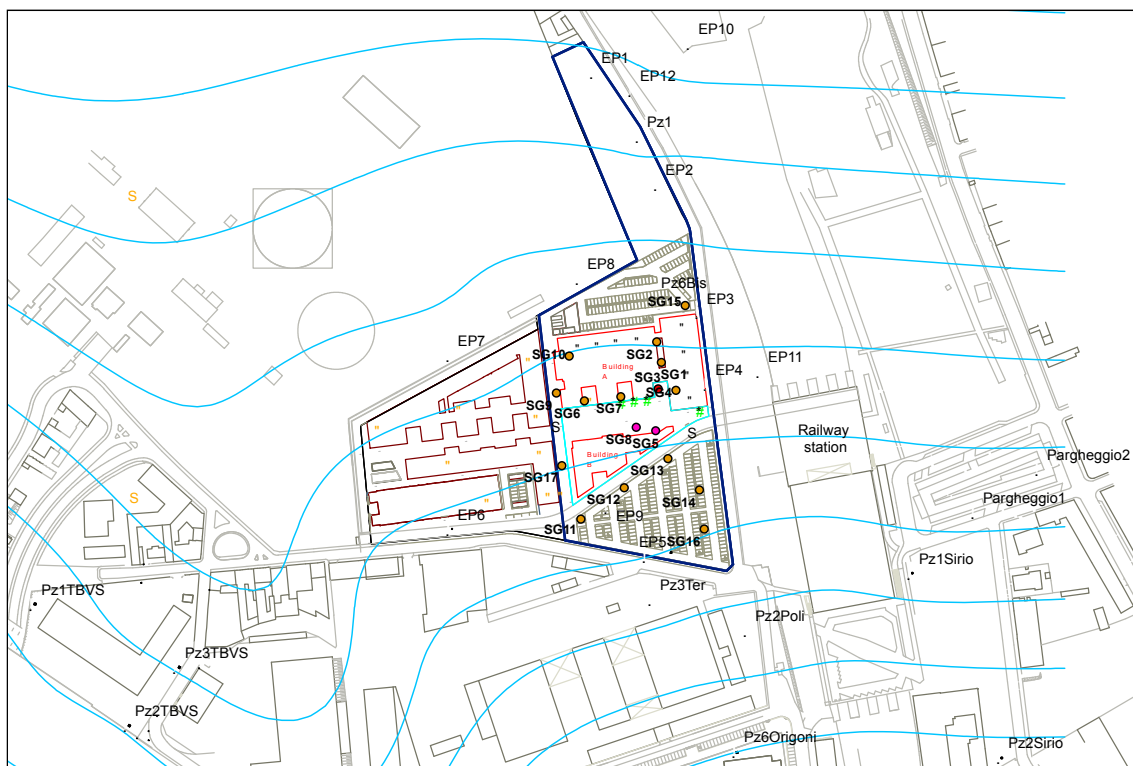 EP10
EP1
EP12
Pz1
EP2
S
EP8
Pz6Bis
SG15
EP3
EP7
SG10
SG2
EP11
Building
A
SG3
SG1
EP4
SG4
SG9
SG6
SG7
S
SG8
SG5
S
Railway
station
Building
B
SG13
Pargheggio2
SG17
SG12
SG14
Pargheggio1
S
EP6
SG11
EP9
EP5
SG16
Pz1Sirio
Pz1TBVS
Pz3Ter
Pz2Poli
Pz3TBVS
Pz2TBVS
Pz6Origoni
Pz2Sirio